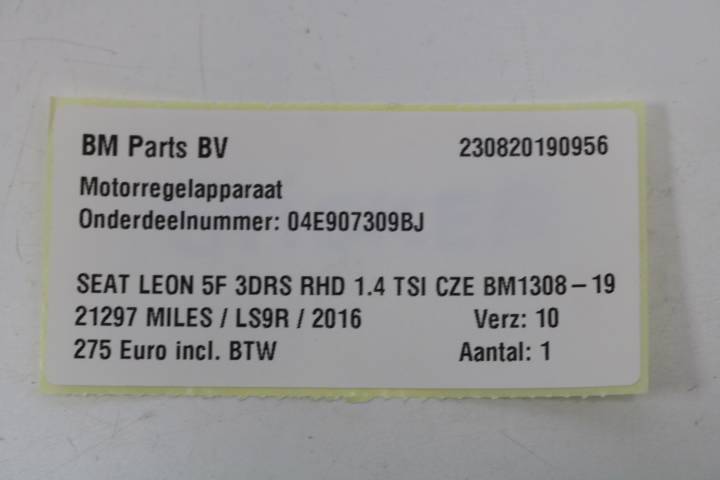 BM Parts BV 230820190956
Motorregelapparaat
Onderdeelnummer: 04E907309BJ
SEAT LEON 5F 3DRS RHD 1.4 TSI CZE BM1308-19
21297 MILES / LS9R / 2016 Verz: 10
275 Euro incl. BTW Aantal: 1